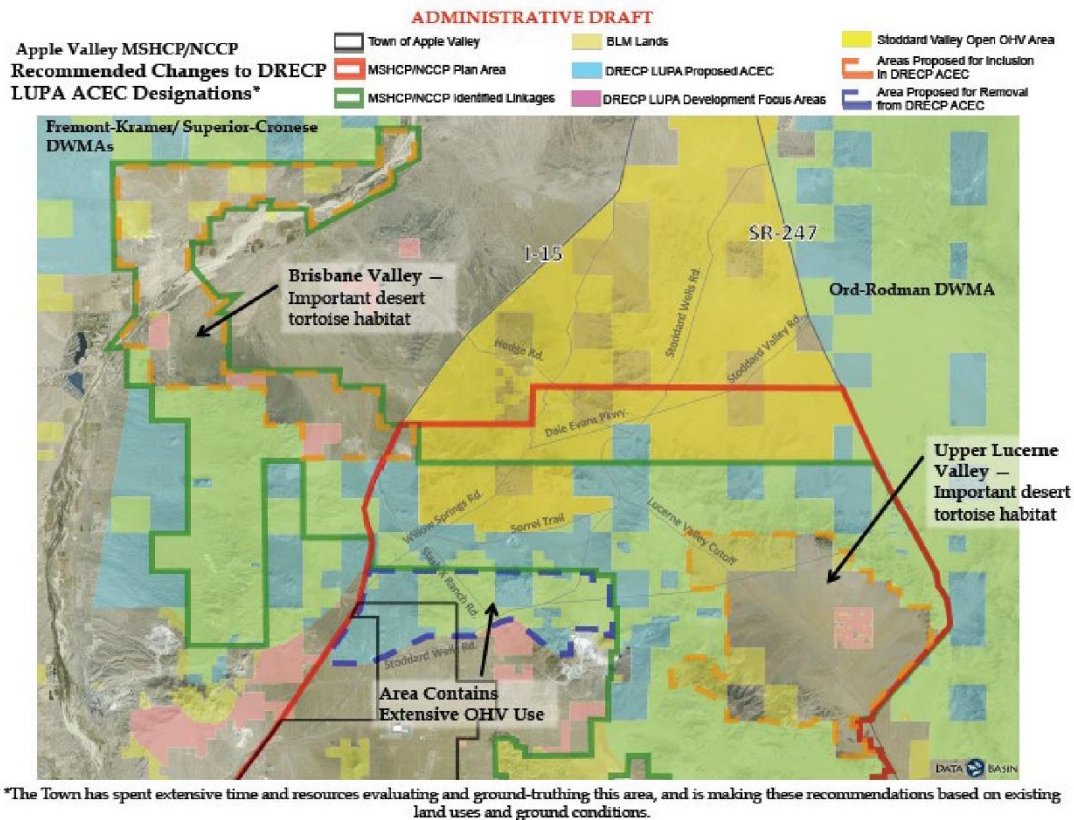 ADMINISTRATIVE DRAFT
Apple Valley MSHCP/NCCP
Recommended Changes to DRECP
LUPA ACEC Designations*
Town of Apple Valley
MSHCP/NCCP Plan Area
MSHCP/NCCP Identified Linkages
BLM Lands
DRECP LUPA Proposed ACEC
DRECP LUPA Development Focus Areas
Stoddard Valley Open OHV Area
Areas Proposed for Inclusion
in DRECP ACEC
Area Proposed for Removal
from DRECP ACEC
Fremont-Kramer/ Superior-Cronese
DWMAs
I-15
SR-247
Brisbane Valley —
Important desert
tortoise habitat
Ord-Rodman DWMA
Stoddard Wells Rd.
Hodge Rd.
Stoddard Valley Rd.
Dale Evans Pkwy.
Upper Lucerne
Valley —
Important desert
tortoise habitat
Willow Springs Rd.
Sorrel Trail
Lucerne Valley Cutoff
Ranch Rd.
Stoddard Wells Rd.
Area Contains
Extensive OHV Use
DATA BASIN
*The Town has spent extensive time and resources evaluating and ground-truthing this area, and is making these recommendations based on existing
land uses and ground conditions.